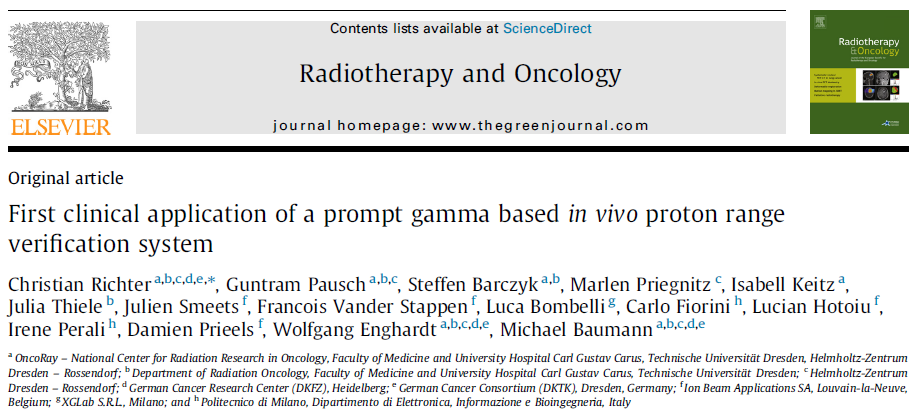 Contents lists available at ScienceDirect
Radiotherapy and Oncology
journal homepage: www.thegreenjournal.com
ELSEVIER
Radiotherapy
&Oncology
Original article
First clinical application of a prompt gamma based in vivo proton range
verification system
Christian Richter a,b,c,d,e,*, Guntram Pausch a,b,c, Steffen Barczyk a,b, Marlen Priegnitz c, Isabell Keitz a,
Julia Thiele b, Julien Smeets f, Francois Vander Stappen f, Luca Bombelli g, Carlo Fiorini h, Lucian Hotoiu f,
Irene Perali h, Damien Prieels f, Wolfgang Enghardt a,b,c,d,e, Michael Baumann a,b,c,d,e
a OncoRay – National Center for Radiation Research in Oncology, Faculty of Medicine and University Hospital Carl Gustav Carus, Technische Universität Dresden, Helmholtz-Zentrum
Dresden – Rossendorf; b Department of Radiation Oncology, Faculty of Medicine and University Hospital Carl Gustav Carus, Technische Universität Dresden; c Helmholtz-Zentrum
Dresden – Rossendorf; d German Cancer Research Center (DKFZ), Heidelberg; e German Cancer Consortium (DKTK), Dresden, Germany; f Ion Beam Applications SA, Louvain-la-Neuve,
Belgium; g XGLab S.R.L., Milano; and h Politecnico di Milano, Dipartimento di Elettronica, Informazione e Bioingegneria, Italy